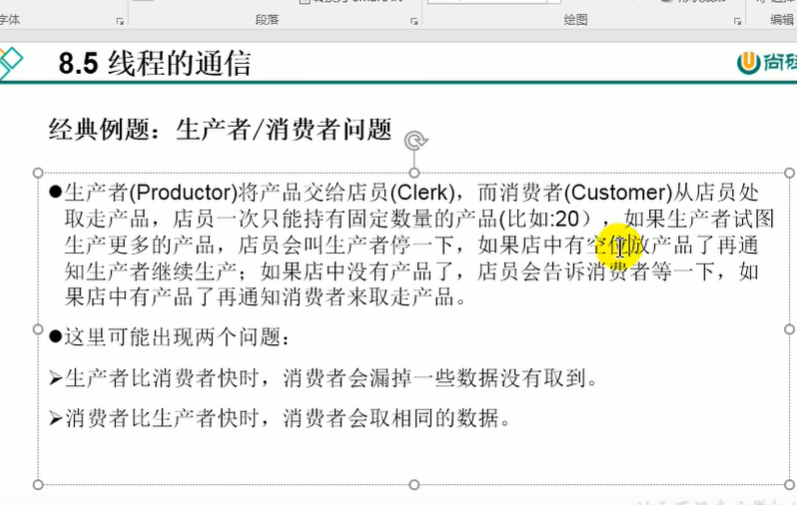 段落
绘图
编辑
8.5 线程的通信
经典例题：生产者/消费者问题
●生产者(Productor)将产品交给店员(Clerk)，而消费者(Customer)从店员处
取走产品，店员一次只能持有固定数量的产品(比如:20），如果生产者试图
生产更多的产品，店员会叫生产者停一下，如果店中有空位放产品了再通
知生产者继续生产；如果店中没有产品了，店员会告诉消费者等一下，如
果店中有产品了再通知消费者来取走产品。
●这里可能出现两个问题：
➢生产者比消费者快时，消费者会漏掉一些数据没有取到。
➢消费者比生产者快时，消费者会取相同的数据。